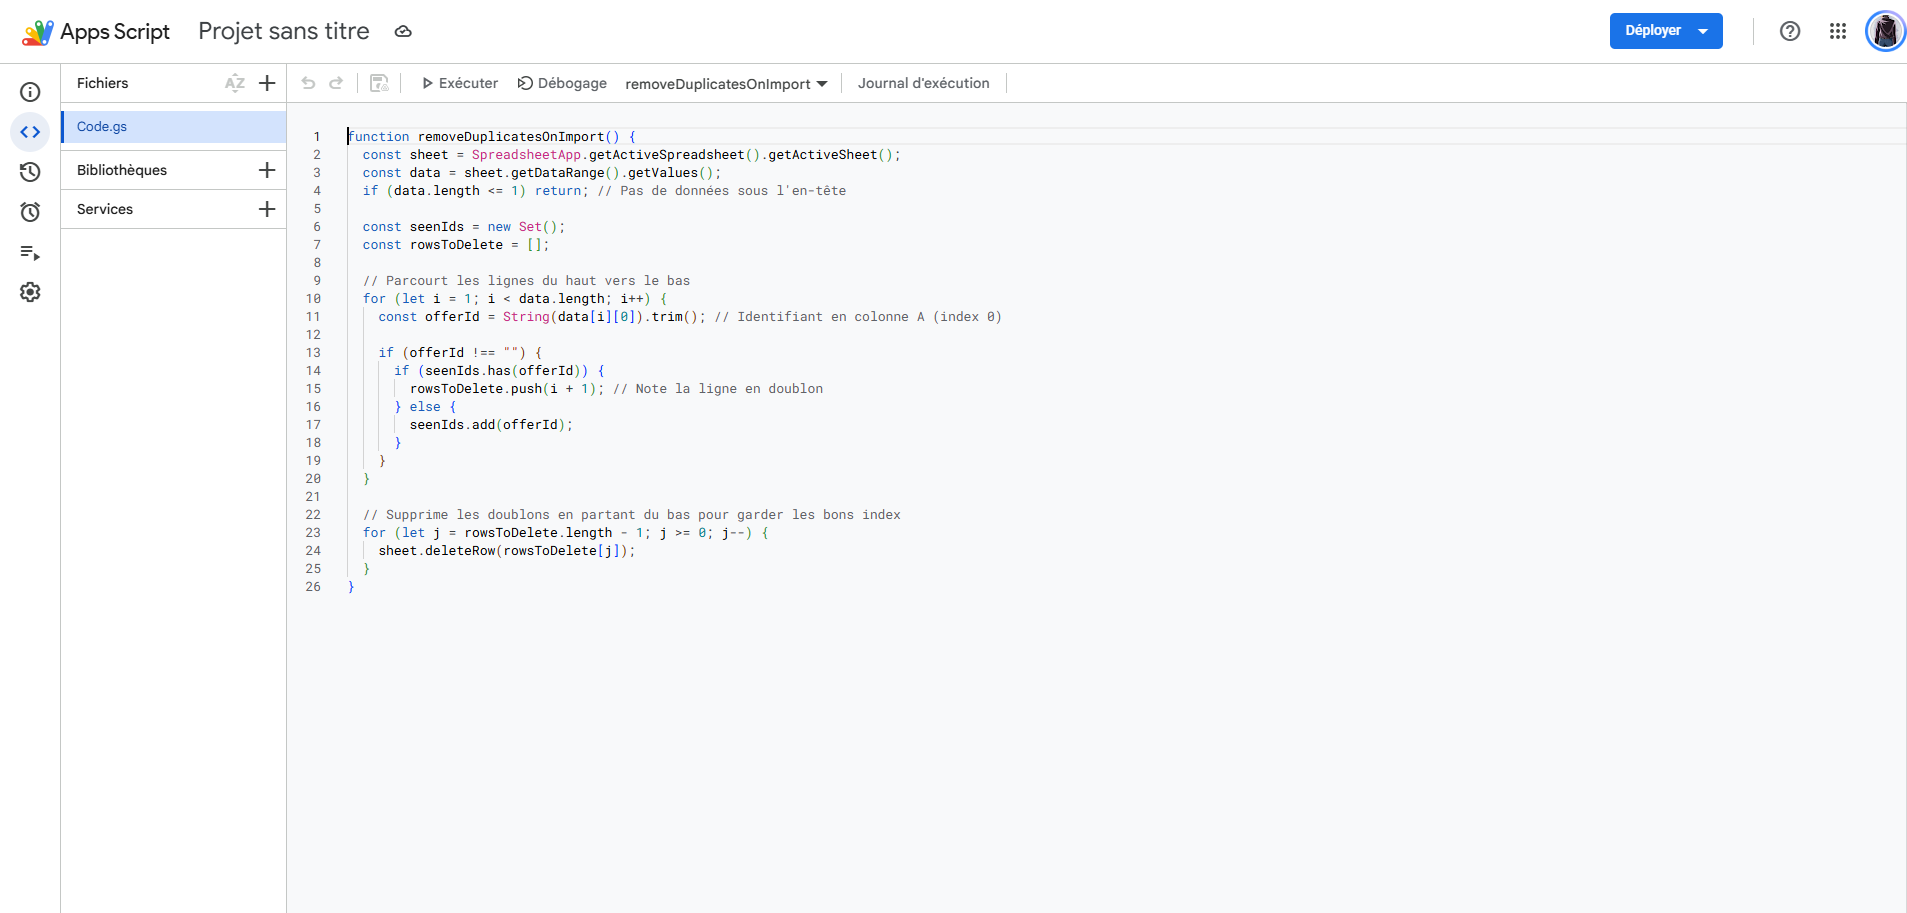 Apps Script
Projet sans titre
Déployer
Fichiers
AZ
Exécuter
Débogage
removeDuplicatesOnImport
Journal d'exécution
Code.gs
Bibliothèques
Services
1 function removeDuplicatesOnImport() {
2 const sheet = SpreadsheetApp.getActiveSpreadsheet().getActiveSheet();
3 const data = sheet.getDataRange().getValues();
4 if (data.length <= 1) return; // Pas de données sous l'en-tête
5
6 const seenIds = new Set();
7 const rowsToDelete = [];
8
9 // Parcourt les lignes du haut vers le bas
10 for (let i = 1; i < data.length; i++) {
11 const offerId = String(data[i][0]).trim(); // Identifiant en colonne A (index 0)
12
13 if (offerId !== "") {
14 if (seenIds.has(offerId)) {
15 rowsToDelete.push(i + 1); // Note la ligne en doublon
16 } else {
17 seenIds.add(offerId);
18 }
19 }
20 }
21
22 // Supprime les doublons en partant du bas pour garder les bons index
23 for (let j = rowsToDelete.length - 1; j >= 0; j--) {
24 sheet.deleteRow(rowsToDelete[j]);
25 }
26 }